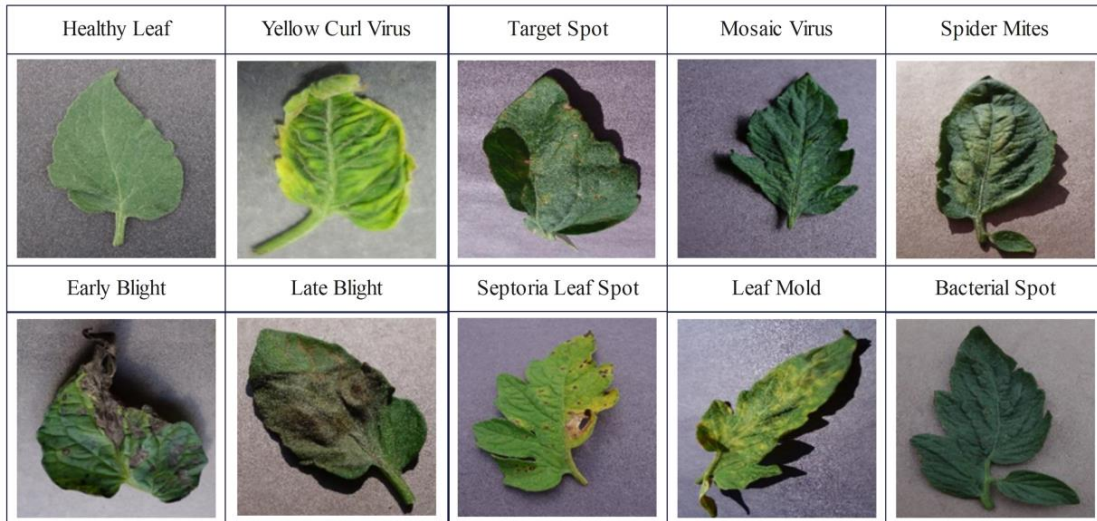 Healthy Leaf
Yellow Curl Virus
Target Spot
Mosaic Virus
Spider Mites
Early Blight
Late Blight
Septoria Leaf Spot
Leaf Mold
Bacterial Spot